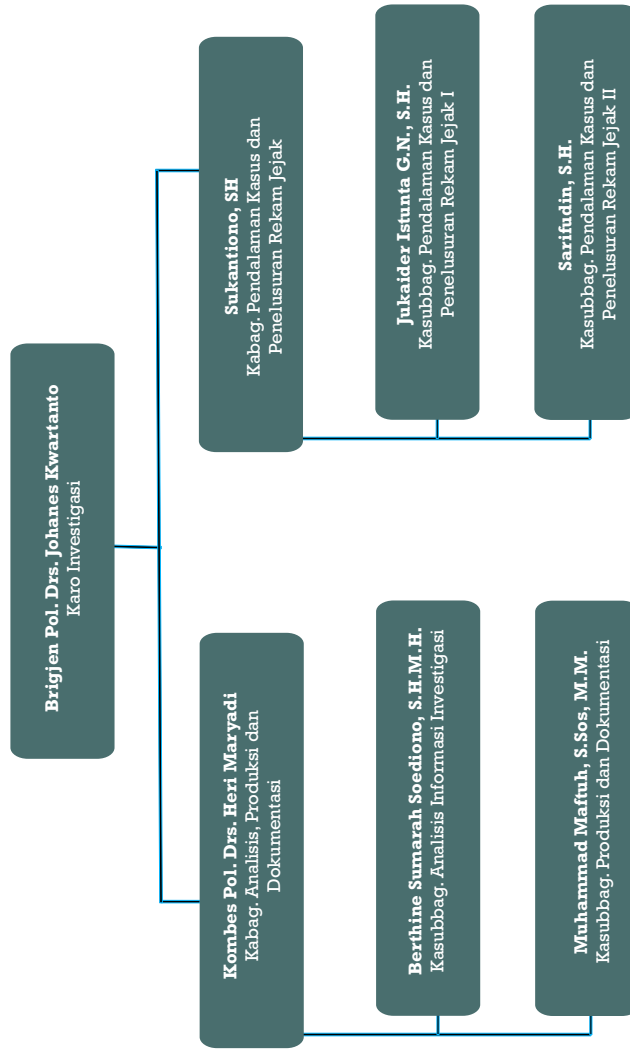 Brigjen Pol. Drs. Johanes Kwartanto
Karo Investigasi
Kombes Pol. Drs. Heri Maryadi
Kabag. Analisis, Produksi dan
Dokumentasi
Berthine Sumarah Soediono, S.H.M.H.
Kasubbag. Analisis Informasi Investigasi
Muhammad Maftuh, S.Sos, M.M.
Kasubbag. Produksi dan Dokumentasi
Sukantiono, SH
Kabag. Pendalaman Kasus dan
Penelusuran Rekam Jejak
Jukaider Istunta G.N., S.H.
Kasubbag. Pendalaman Kasus dan
Penelusuran Rekam Jejak I
Sarifudin, S.H.
Kasubbag. Pendalaman Kasus dan
Penelusuran Rekam Jejak II